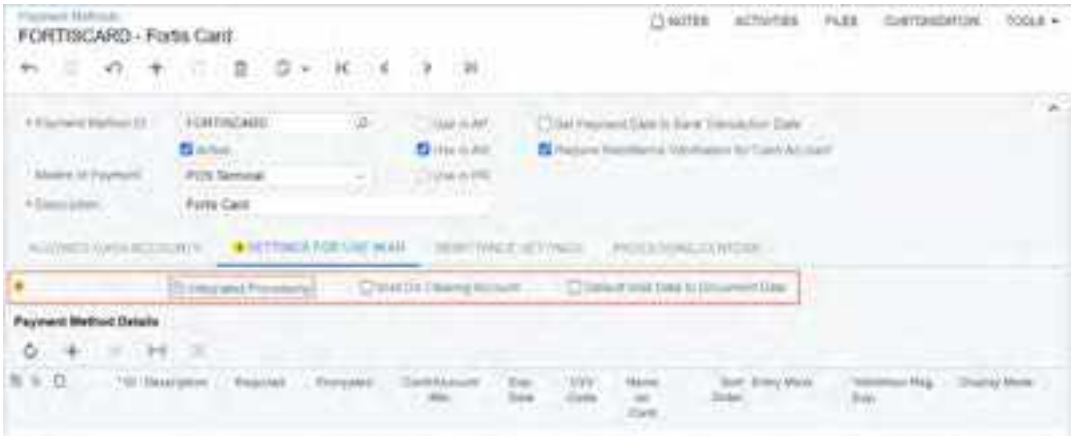 Payment Methods
FORTISCARD - Fortis Card
NOTES ACTIVITIES FILES CUSTOMIZATION TOOLS
* Payment Method ID: FORTISCARD Use in AP Set Payment Date to Bank Transaction Date
Active Use in AR Require Remittance Information for Cash Account
Means of Payment: POS Terminal Use in PR
* Description: Fortis Card
ALLOWED CASH ACCOUNTS SETTINGS FOR USE IN AR REMITTANCE SETTINGS PROCESSING CENTERS
Integrated Processing Void On Clearing Account Default Void Date to Document Date
Payment Method Details
*ID Description Required Encrypted Exp. Date CVV Code Name on Card Sort Order Entry Mask Validation Reg. Exp. Display Mask